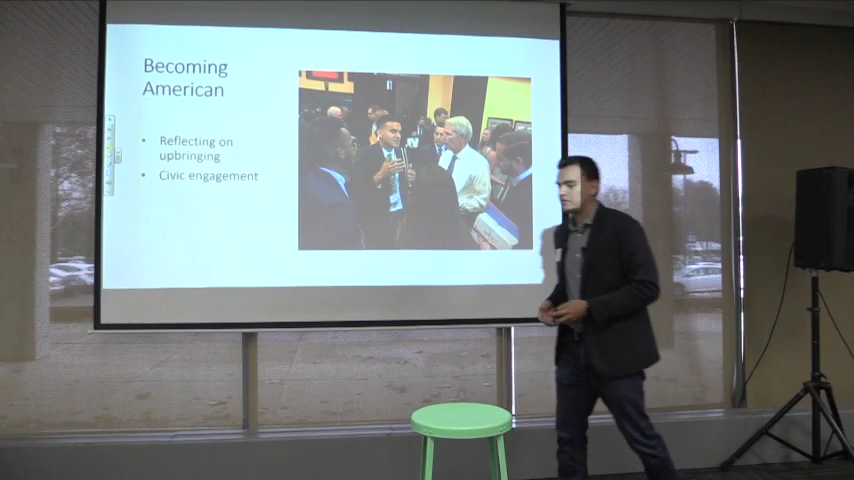 Becoming
American
• Reflecting on
upbringing
• Civic engagement